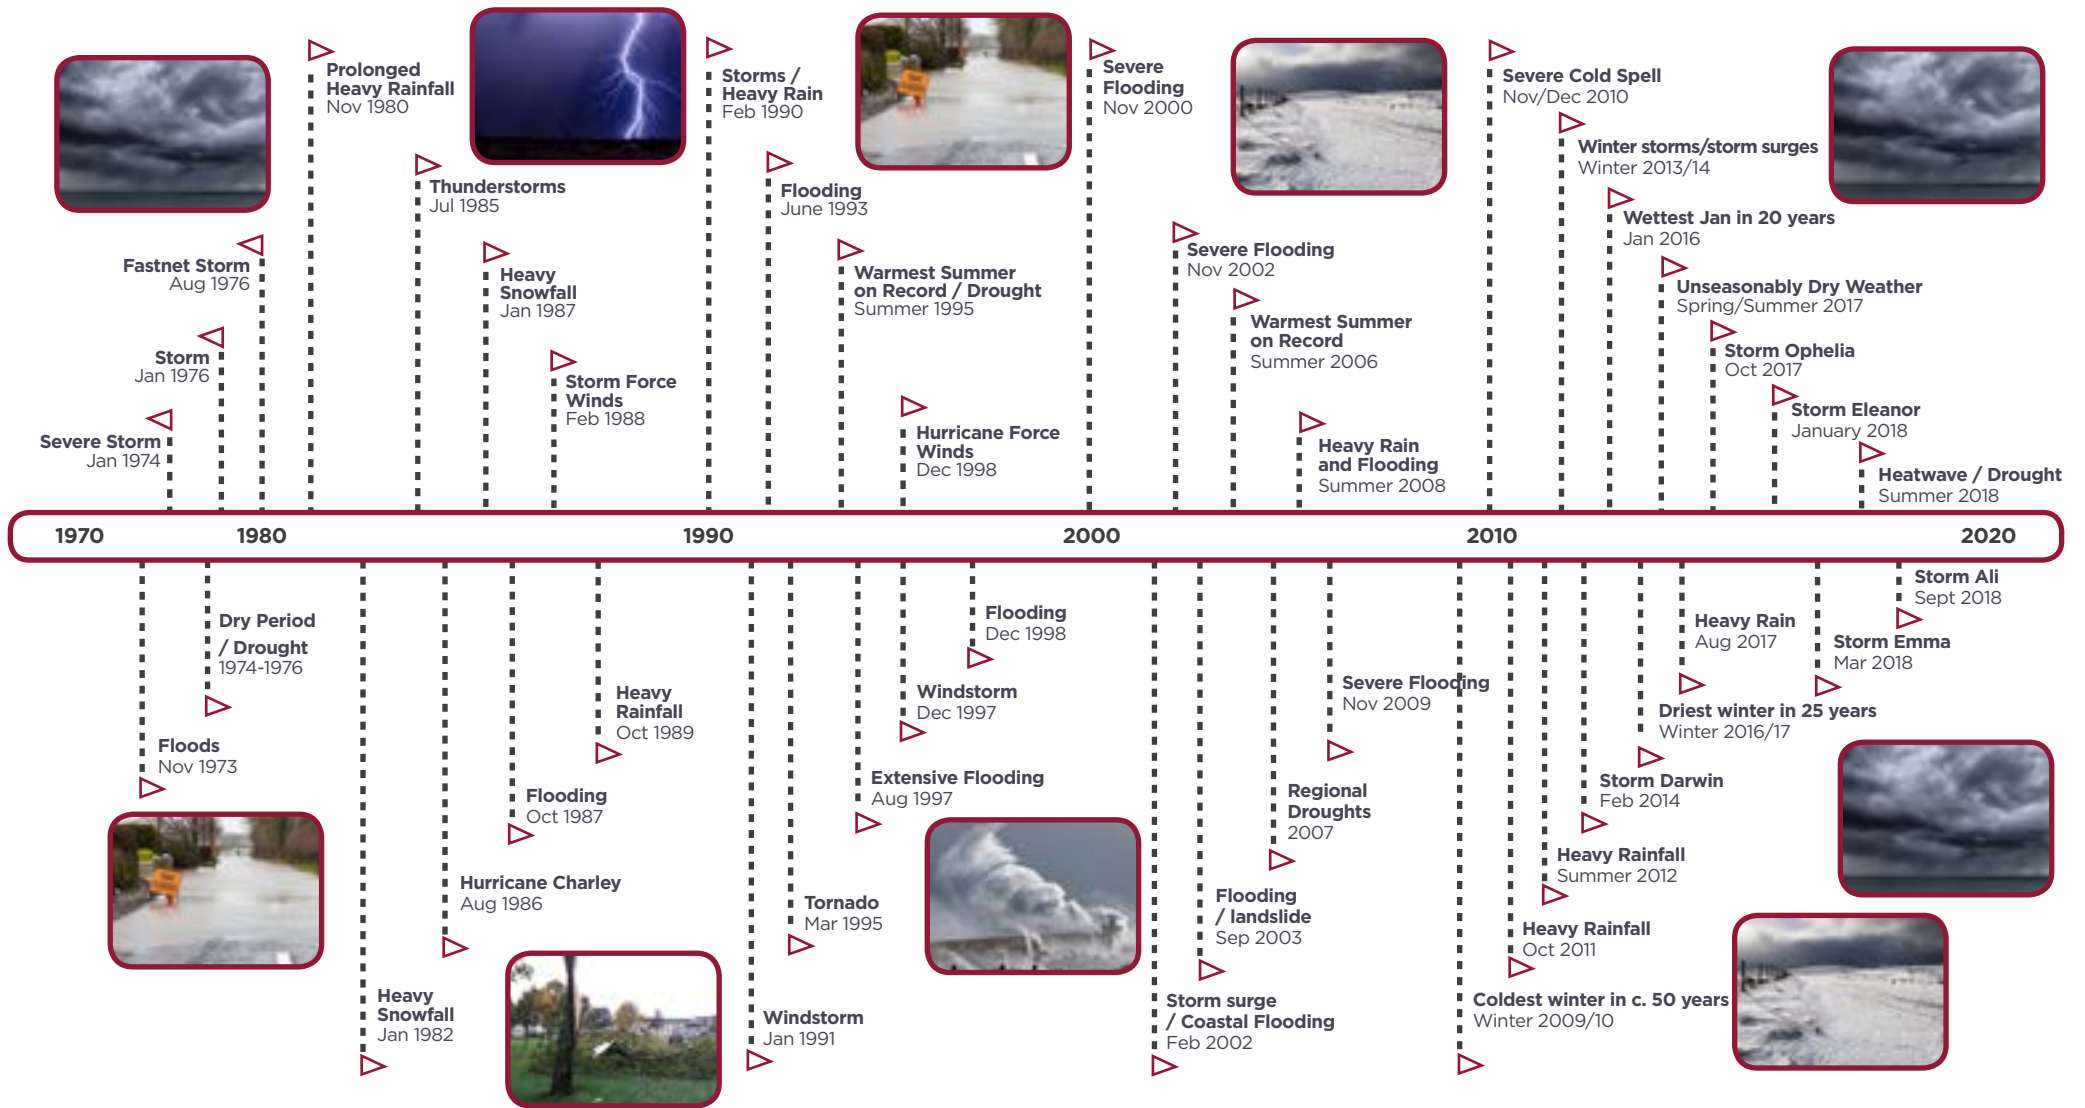 Prolonged
Heavy Rainfall
Nov 1980
Thunderstorms
Jul 1985
Fastnet Storm
Aug 1976
Storm
Jan 1976
Severe Storm
Jan 1974
Heavy
Snowfall
Jan 1987
Storm Force
Winds
Feb 1988
Storms /
Heavy Rain
Feb 1990
Flooding
June 1993
Warmest Summer
on Record / Drought
Summer 1995
Hurricane Force
Winds
Dec 1998
Severe
Flooding
Nov 2000
Severe Flooding
Nov 2002
Warmest Summer
on Record
Summer 2006
Heavy Rain
and Flooding
Summer 2008
Severe Cold Spell
Nov/Dec 2010
Winter storms/storm surges
Winter 2013/14
Wettest Jan in 20 years
Jan 2016
Unseasonably Dry Weather
Spring/Summer 2017
Storm Ophelia
Oct 2017
Storm Eleanor
January 2018
Heatwave / Drought
Summer 2018
1970 1980 1990 2000 2010 2020
Floods
Nov 1973
Dry Period
/ Drought
1974-1976
Heavy
Snowfall
Jan 1982
Hurricane Charley
Aug 1986
Flooding
Oct 1987
Heavy
Rainfall
Oct 1989
Windstorm
Jan 1991
Tornado
Mar 1995
Extensive Flooding
Aug 1997
Windstorm
Dec 1997
Flooding
Dec 1998
Storm surge
/ Coastal Flooding
Feb 2002
Flooding
/ landslide
Sep 2003
Regional
Droughts
2007
Severe Flooding
Nov 2009
Coldest winter in c. 50 years
Winter 2009/10
Heavy Rainfall
Oct 2011
Heavy Rainfall
Summer 2012
Storm Darwin
Feb 2014
Driest winter in 25 years
Winter 2016/17
Heavy Rain
Aug 2017
Storm Emma
Mar 2018
Storm Ali
Sept 2018